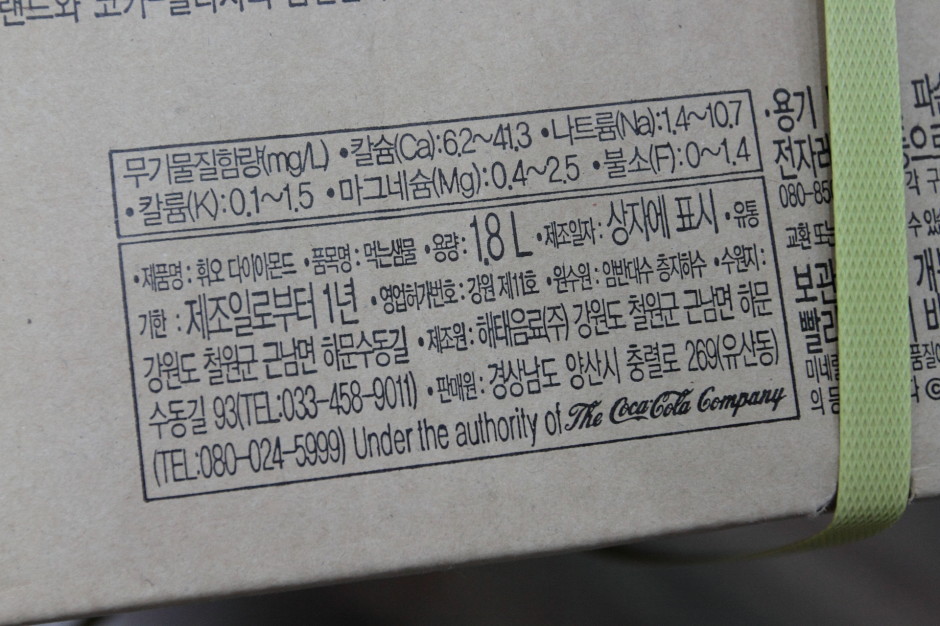 무기물질함량(mg/L) •칼슘(Ca):6.2~41.3 •나트륨(Na):1.4~10.7
•칼륨(K):0.1~1.5 •마그네슘(Mg):0.4~2.5 •불소(F):0~1.4
•제품명:휘오 다이아몬드 •품목명:먹는샘물 •용량:1.8 L •제조일자:상자에 표시 •유통
기한:제조일로부터 1년 •영업허가번호:강원 제11호 •원수원:암반대수 층지하수 •수원지:
강원도 철원군 근남면 하문수동길 •제조원:해태음료(주) 강원도 철원군 근남면 하문
수동길 93(TEL:033-458-9011) •판매원:경상남도 양산시 충렬로 269(유산동)
(TEL:080-024-5999) Under the authority of The Coca-Cola Company
•용기
전자레
080-85
교환 또는
보관
빨리
미네랄
의 등